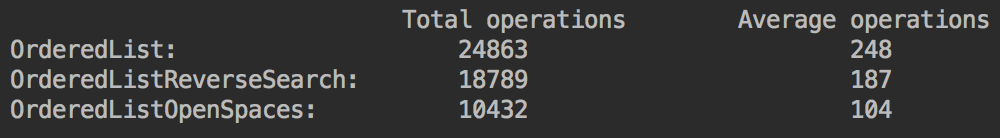 Total operations Average operations
OrderedList: 24863 248
OrderedListReverseSearch: 18789 187
OrderedListOpenSpaces: 10432 104